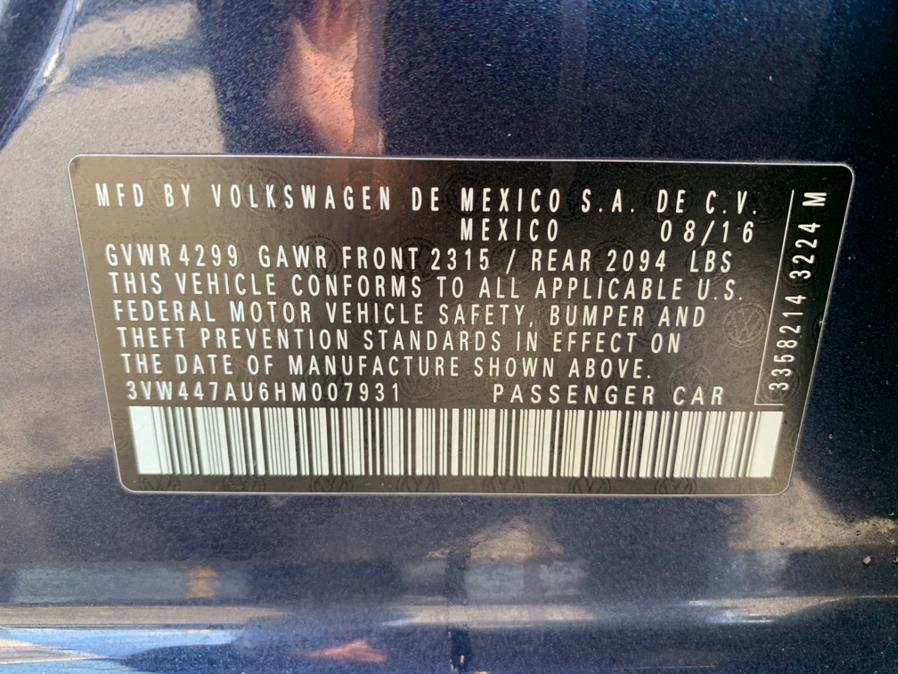 MFD BY VOLKSWAGEN DE MEXICO S.A. DE C.V.
MEXICO 08/16
GVWR 4299 GAWR FRONT 2315 / REAR 2094 LBS
THIS VEHICLE CONFORMS TO ALL APPLICABLE U.S.
FEDERAL MOTOR VEHICLE SAFETY, BUMPER AND
THEFT PREVENTION STANDARDS IN EFFECT ON
THE DATE OF MANUFACTURE SHOWN ABOVE.
3VW447AU6HM007931 PASSENGER CAR
3358214 3224 M